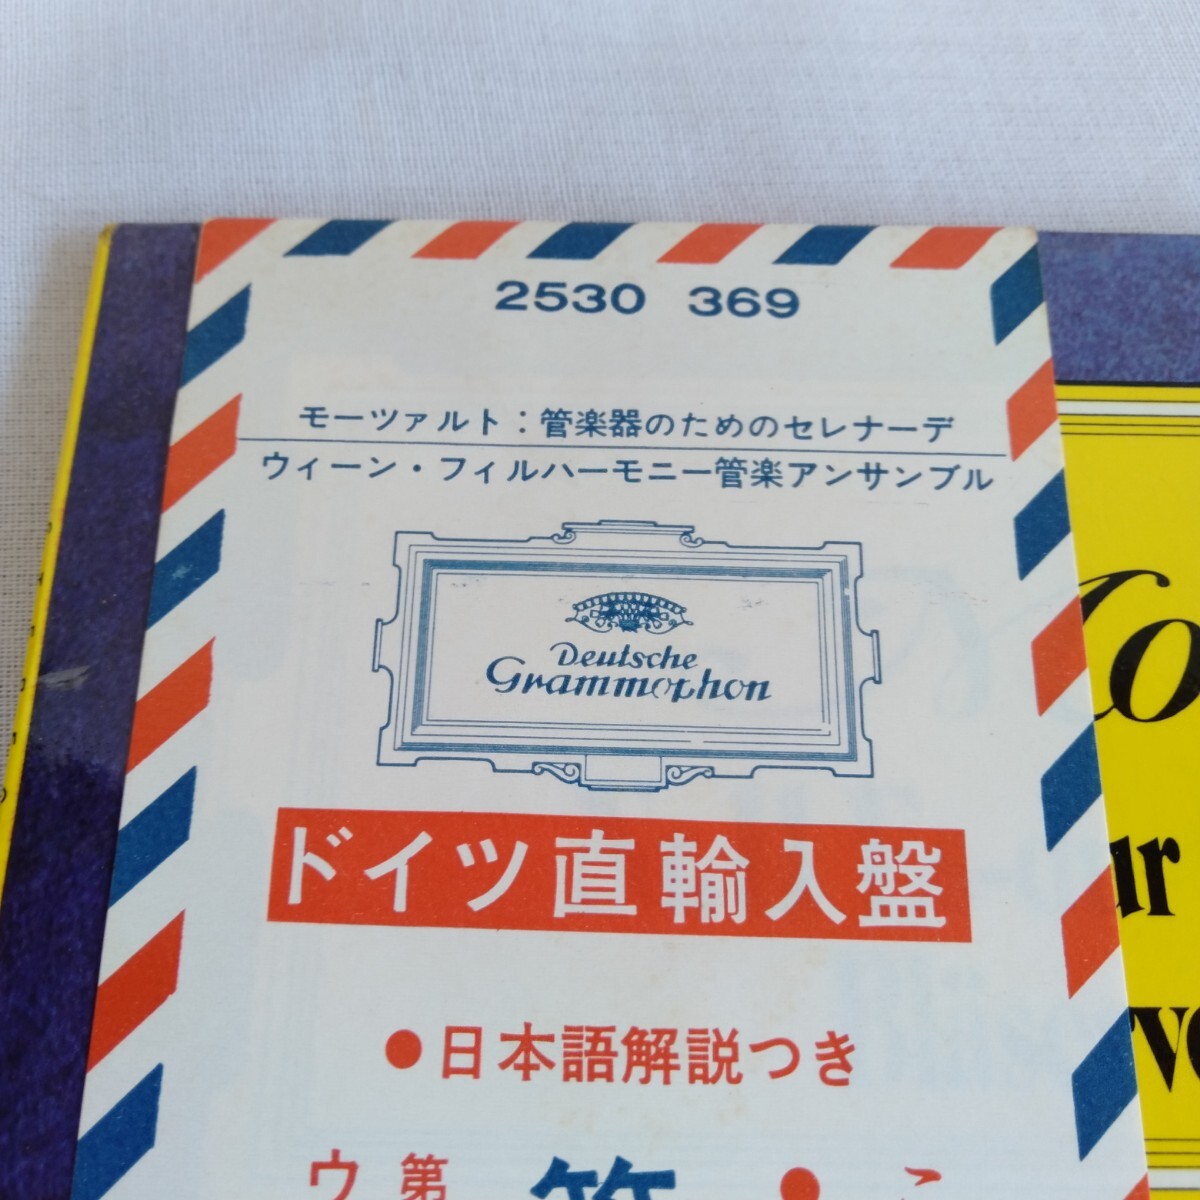 2530 369
モーツァルト：管楽器のためのセレナーデ
ウィーン・フィルハーモニー管楽アンサンブル
Deutsche
Grammophon
ドイツ直輸入盤
●日本語解説つき
ウ 第